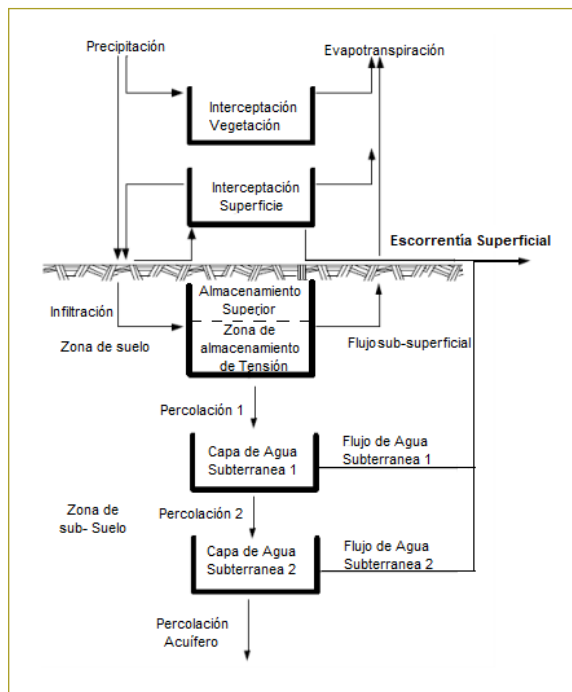 Precipitación
Evapotranspiración
Interceptación
Vegetación
Interceptación
Superficie
Escorrentía Superficial
Almacenamiento
Superior
Infiltración
Zona de
almacenamiento
de Tensión
Zona de suelo
Flujo sub-superficial
Percolación 1
Capa de Agua
Subterranea 1
Flujo de Agua
Subterranea 1
Zona de
sub- Suelo
Percolación 2
Capa de Agua
Subterranea 2
Flujo de Agua
Subterranea 2
Percolación
Acuífero